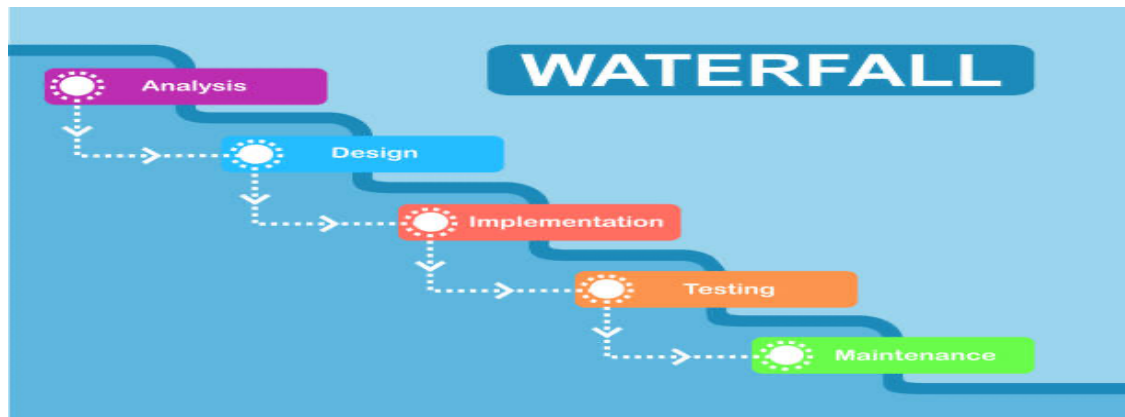 WATERFALL
Analysis
Design
Implementation
Testing
Maintenance